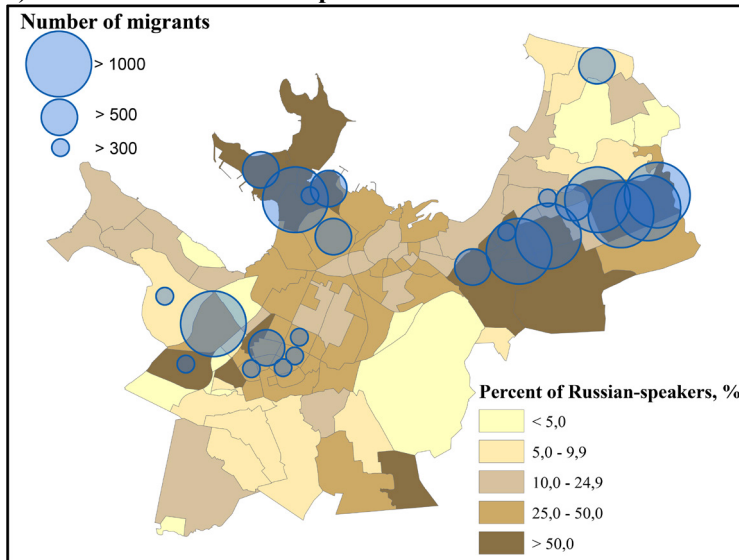 Number of migrants
> 1000
> 500
> 300
Percent of Russian-speakers, %
< 5,0
5,0 - 9,9
10,0 - 24,9
25,0 - 50,0
> 50,0